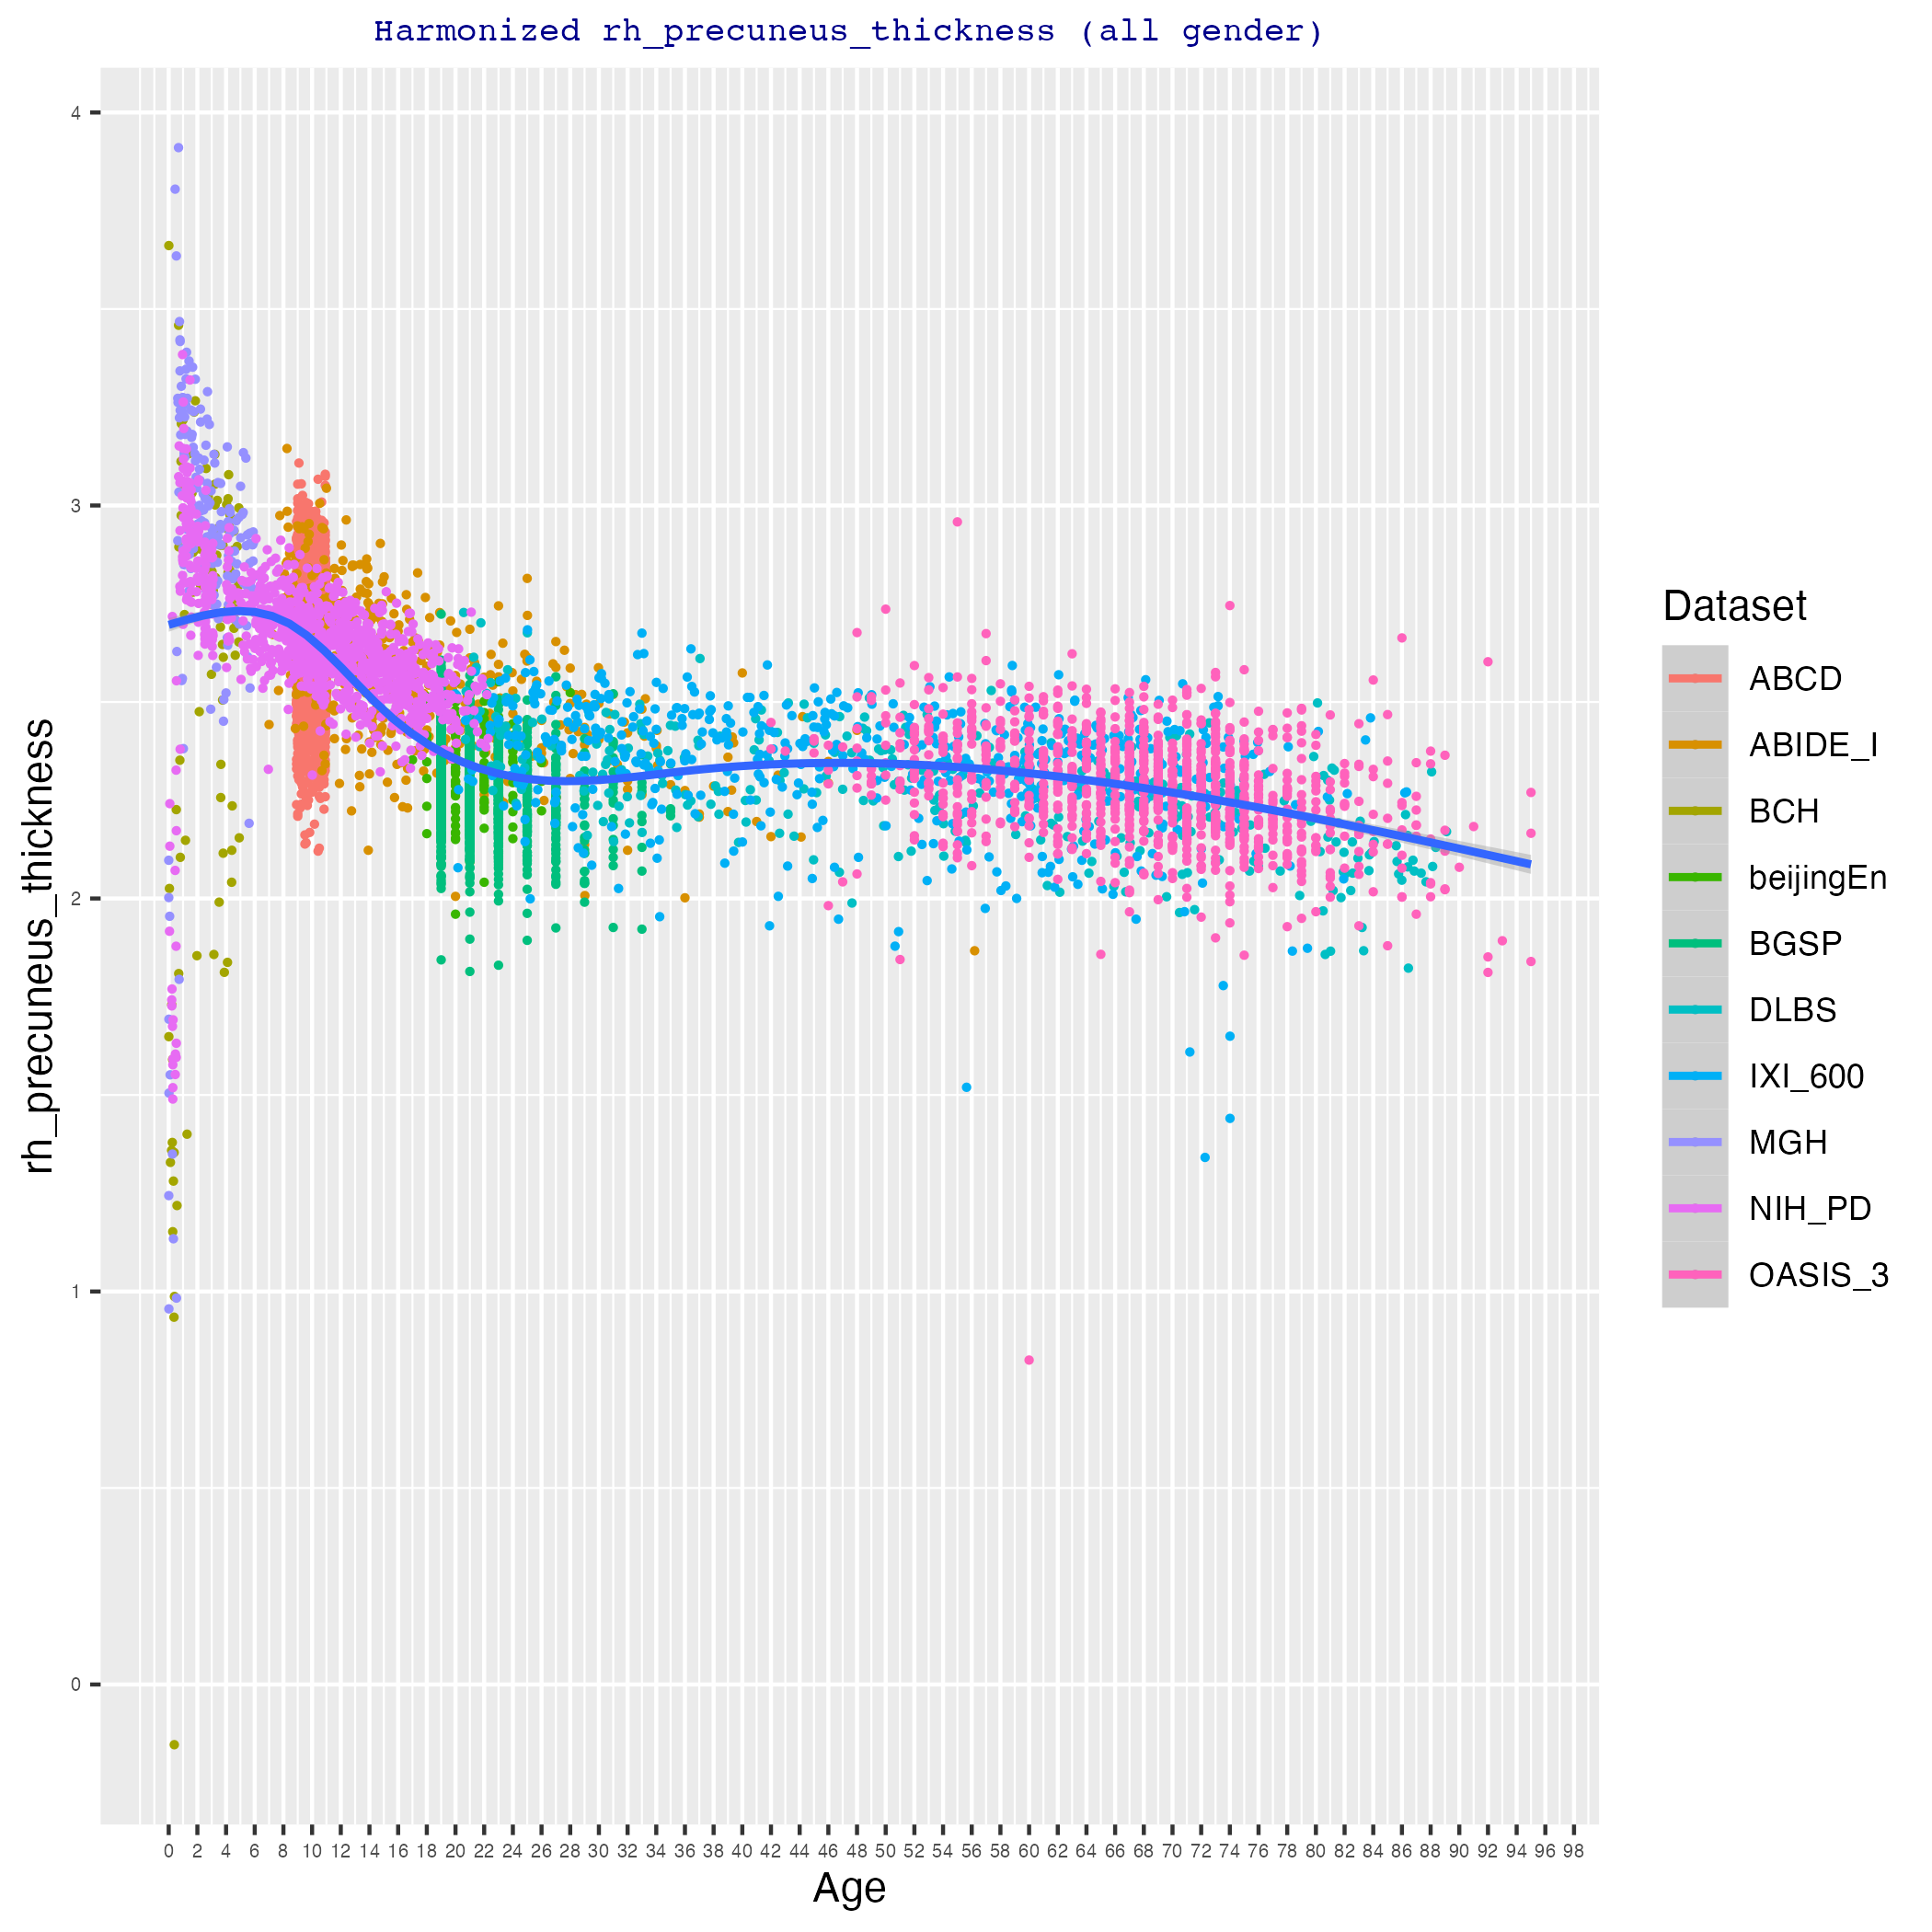 Harmonized rh_precuneus_thickness (all gender)
4
3
2
1
0
rh_precuneus_thickness
0 2 4 6 8 10 12 14 16 18 20 22 24 26 28 30 32 34 36 38 40 42 44 46 48 50 52 54 56 58 60 62 64 66 68 70 72 74 76 78 80 82 84 86 88 90 92 94 96 98
Age
Dataset
ABCD
ABIDE_I
BCH
beijingEn
BGSP
DLBS
IXI_600
MGH
NIH_PD
OASIS_3